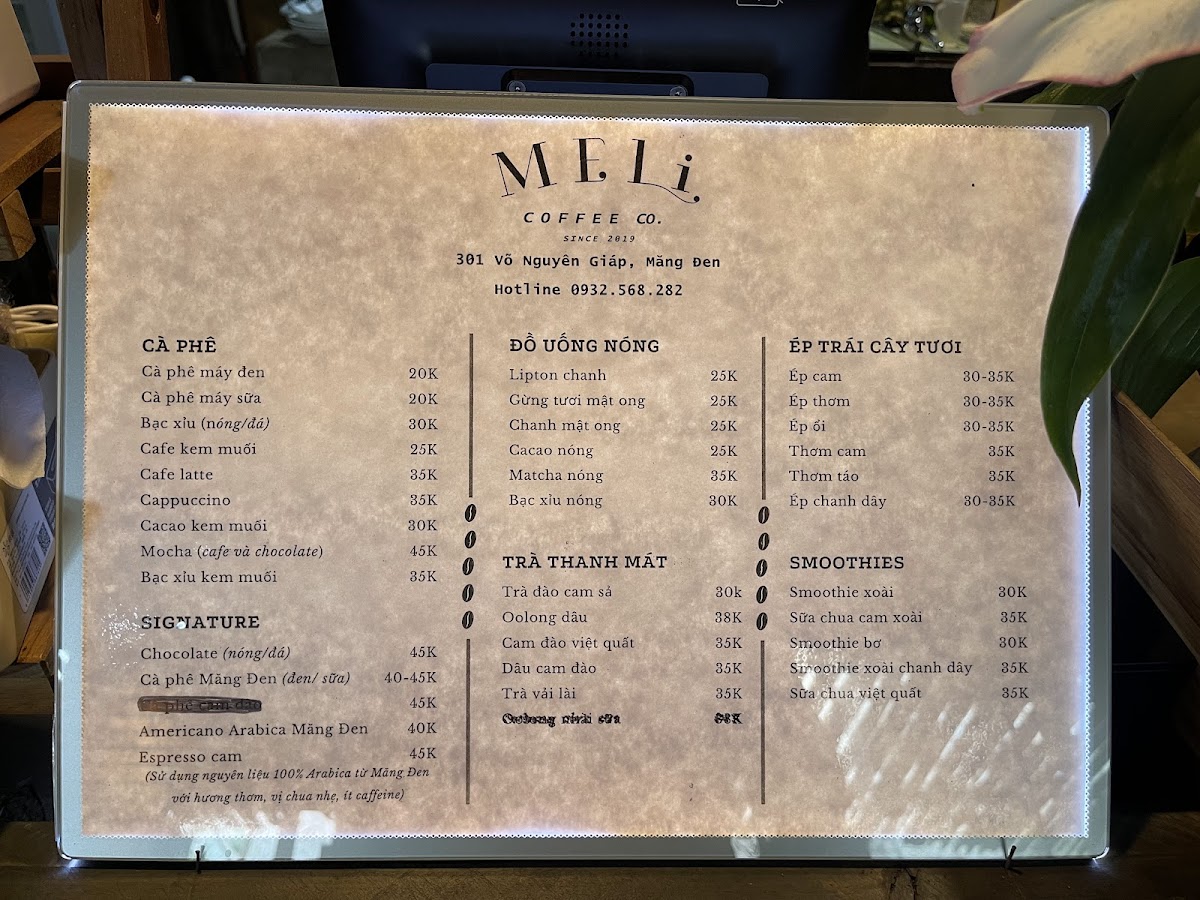 MELi
COFFEE CO.
SINCE 2019
301 Võ Nguyên Giáp, Măng Đen
Hotline 0932.568.282
CÀ PHÊ
Cà phê máy đen 20K
Cà phê máy sữa 20K
Bạc xỉu (nóng/đá) 30K
Cafe kem muối 25K
Cafe latte 35K
Cappuccino 35K
Cacao kem muối 30K
Mocha (cafe và chocolate) 45K
Bạc xỉu kem muối 35K
SIGNATURE
Chocolate (nóng/đá) 45K
Cà phê Măng Đen (đen/ sữa) 40-45K
phê cam đào 45K
Americano Arabica Măng Đen 40K
Espresso cam 45K
(Sử dụng nguyên liệu 100% Arabica từ Măng Đen
với hương thơm, vị chua nhẹ, ít caffeine)
ĐỒ UỐNG NÓNG
Lipton chanh 25K
Gừng tươi mật ong 25K
Chanh mật ong 25K
Cacao nóng 25K
Matcha nóng 35K
Bạc xỉu nóng 30K
TRÀ THANH MÁT
Trà đào cam sả 30k
Oolong dâu 38K
Cam đào việt quất 35K
Dâu cam đào 35K
Trà vải lài 35K
Oolong sữa
ÉP TRÁI CÂY TƯƠI
Ép cam 30-35K
Ép thơm 30-35K
Ép ổi 30-35K
Thơm cam 35K
Thơm táo 35K
Ép chanh dây 30-35K
SMOOTHIES
Smoothie xoài 30K
Sữa chua cam xoài 35K
Smoothie bơ 30K
Smoothie xoài chanh dây 35K
Sữa chua việt quất 35K